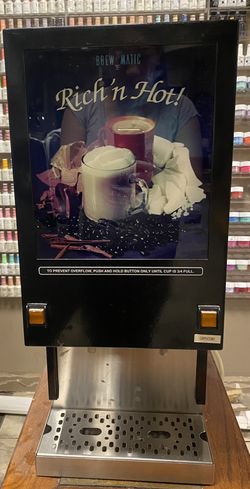 BREW MATIC
Rich'n Hot!
TO PREVENT OVERFLOW, PUSH AND HOLD BUTTON ONLY UNTIL CUP IS 3/4 FULL.